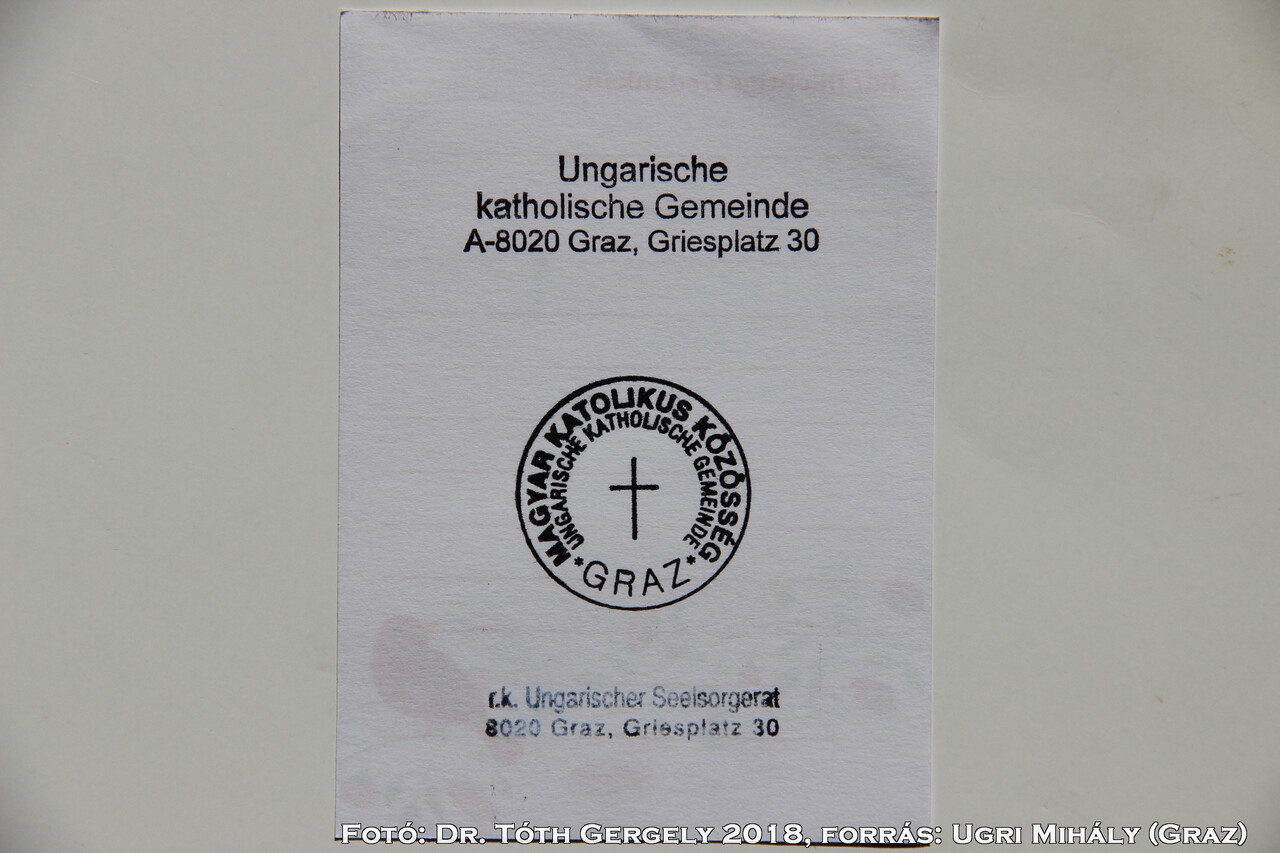 Ungarische
katholische Gemeinde
A-8020 Graz, Griesplatz 30
MAGYAR KATOLIKUS KÖZÖSSÉG
UNGARISCHE KATHOLISCHE GEMEINDE
* GRAZ *
r.k. Ungarischer Seelsorgerat
8020 Graz, Griesplatz 30
Fotó: Dr. Tóth Gergely 2018, forrás: Ugri Mihály (Graz)